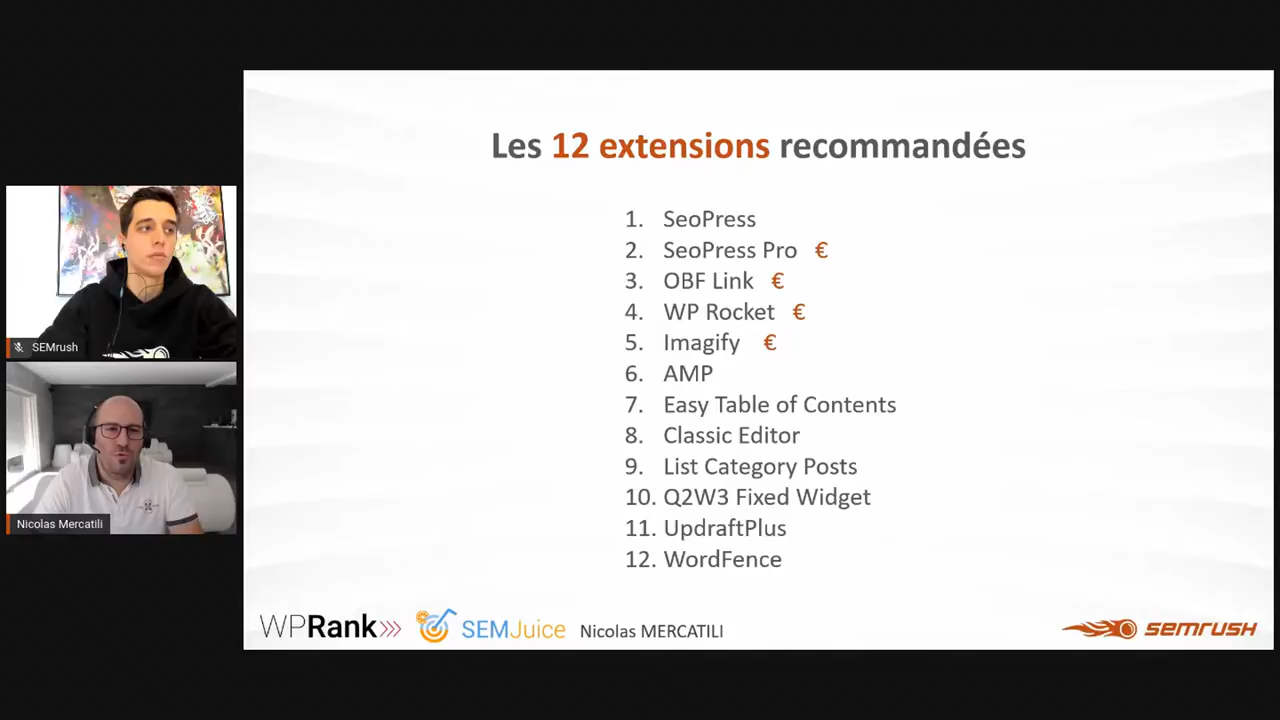 Les 12 extensions recommandées
1. SeoPress
2. SeoPress Pro €
3. OBF Link €
4. WP Rocket €
5. Imagify €
6. AMP
7. Easy Table of Contents
8. Classic Editor
9. List Category Posts
10. Q2W3 Fixed Widget
11. UpdraftPlus
12. WordFence
SEMrush
Nicolas Mercatili
WPRank
SEMJuice
Nicolas MERCATILI
semrush